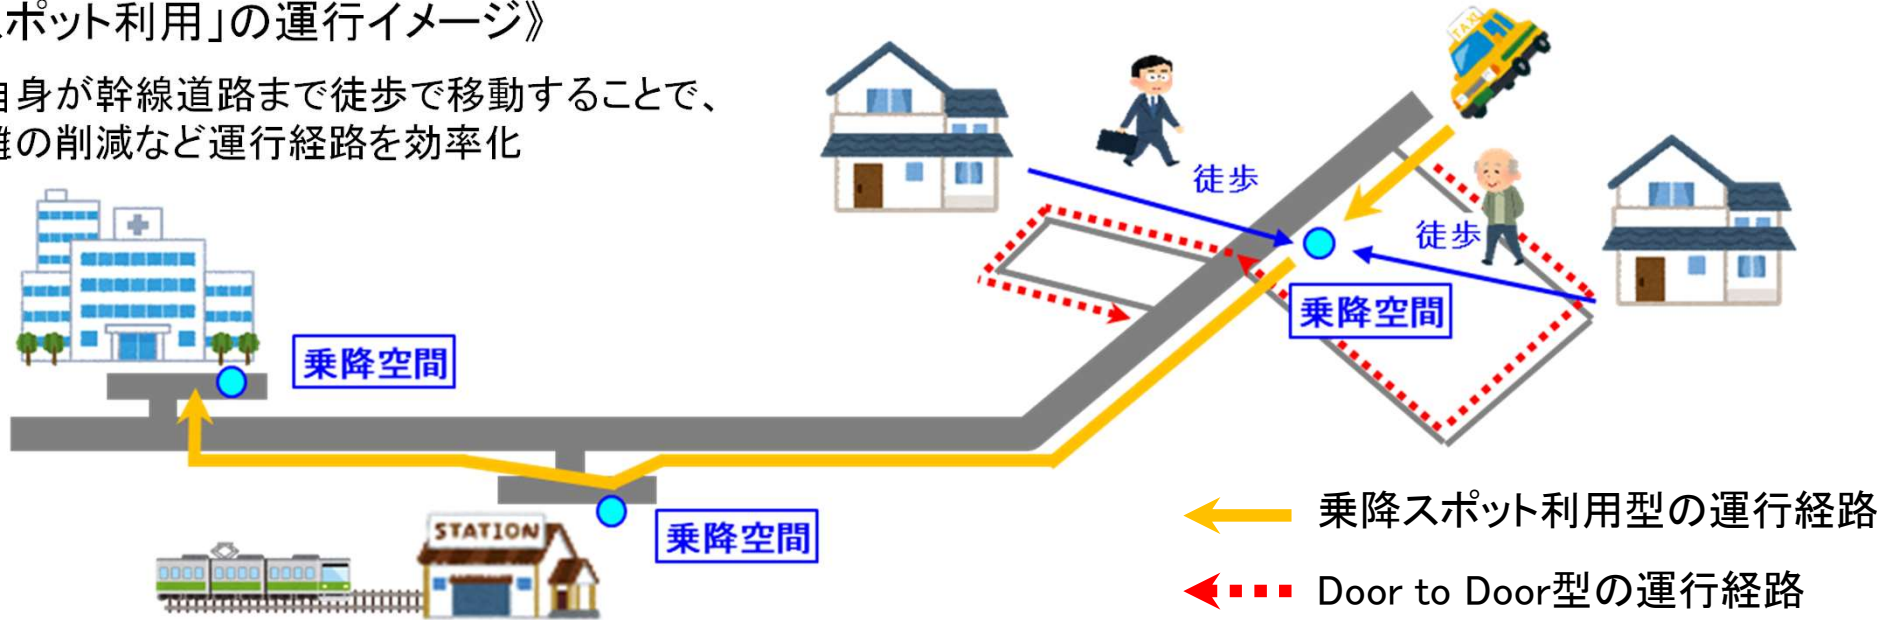 スポット利用」の運行イメージ》
自身が幹線道路まで徒歩で移動することで、
離の削減など運行経路を効率化
TAXI
徒歩
徒歩
乗降空間
乗降空間
STATION
乗降空間
乗降スポット利用型の運行経路
Door to Door型の運行経路